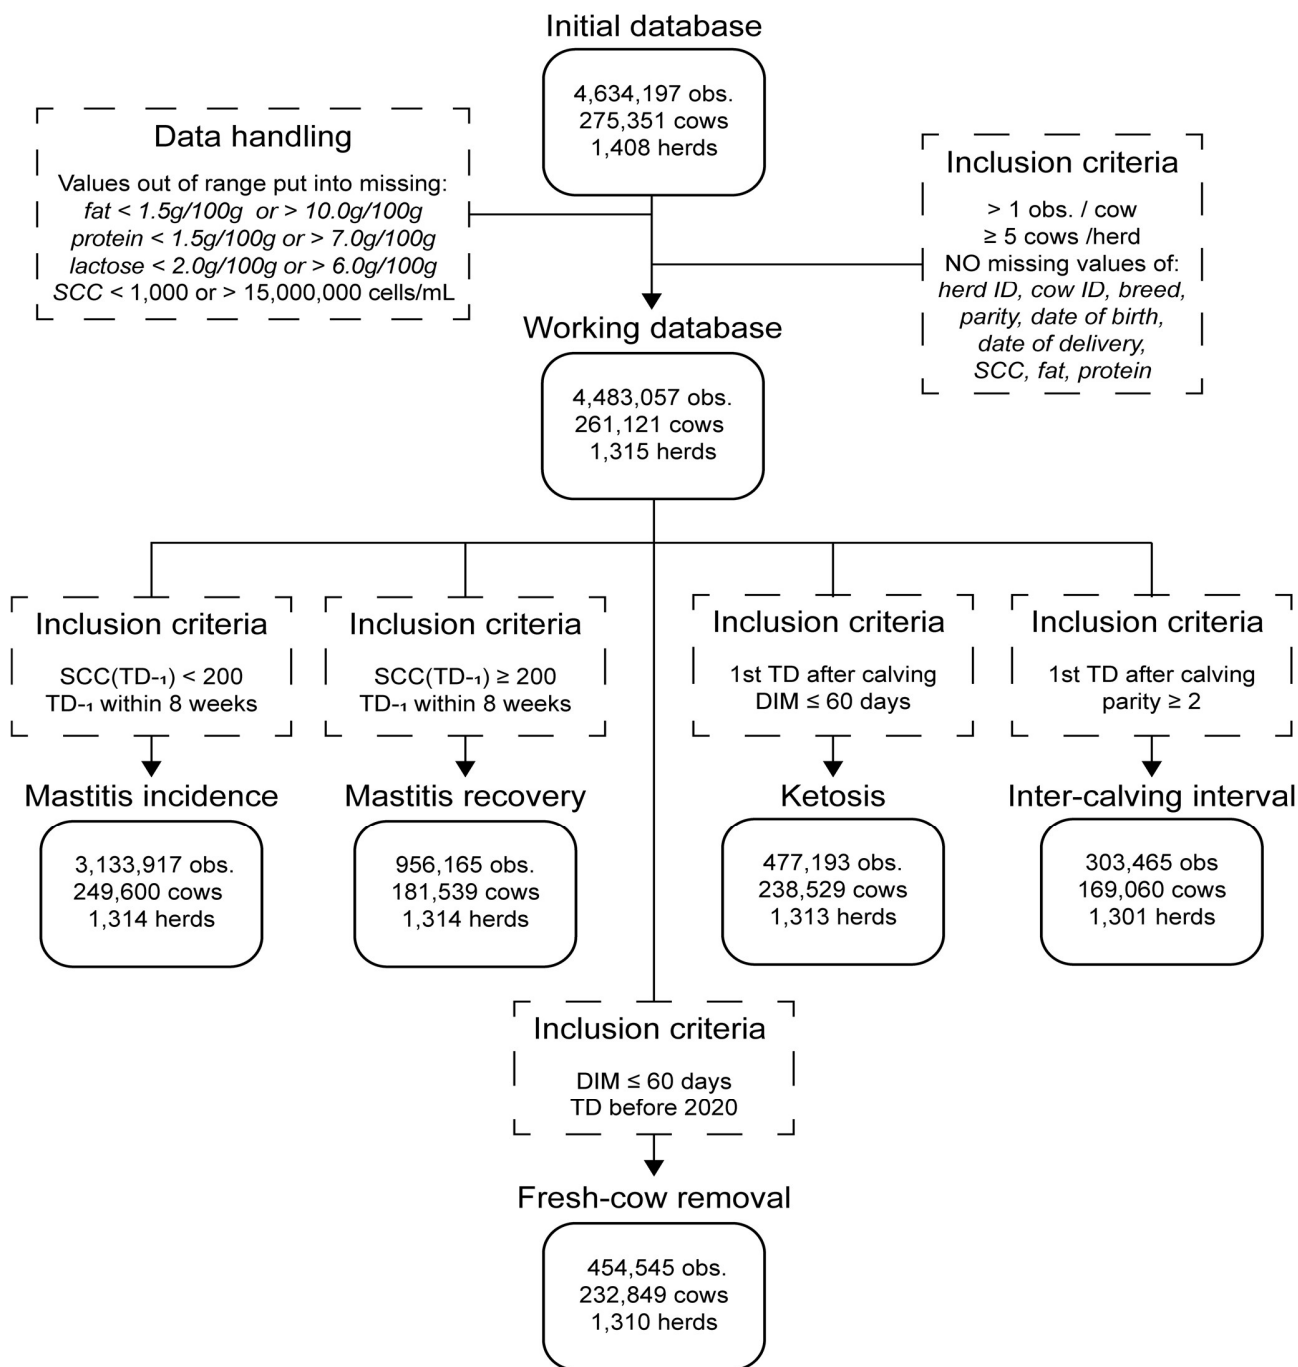 Initial database
4,634,197 obs.
275,351 cows
1,408 herds
Data handling
Values out of range put into missing:
fat < 1.5g/100g or > 10.0g/100g
protein < 1.5g/100g or > 7.0g/100g
lactose < 2.0g/100g or > 6.0g/100g
SCC < 1,000 or > 15,000,000 cells/mL
Inclusion criteria
> 1 obs. / cow
≥ 5 cows /herd
NO missing values of:
herd ID, cow ID, breed,
parity, date of birth,
date of delivery,
SCC, fat, protein
Working database
4,483,057 obs.
261,121 cows
1,315 herds
Inclusion criteria
SCC(TD-₁) < 200
TD-₁ within 8 weeks
Mastitis incidence
3,133,917 obs.
249,600 cows
1,314 herds
Inclusion criteria
SCC(TD-₁) ≥ 200
TD-₁ within 8 weeks
Mastitis recovery
956,165 obs.
181,539 cows
1,314 herds
Inclusion criteria
1st TD after calving
DIM ≤ 60 days
Ketosis
477,193 obs.
238,529 cows
1,313 herds
Inclusion criteria
1st TD after calving
parity ≥ 2
Inter-calving interval
303,465 obs
169,060 cows
1,301 herds
Inclusion criteria
DIM ≤ 60 days
TD before 2020
Fresh-cow removal
454,545 obs.
232,849 cows
1,310 herds